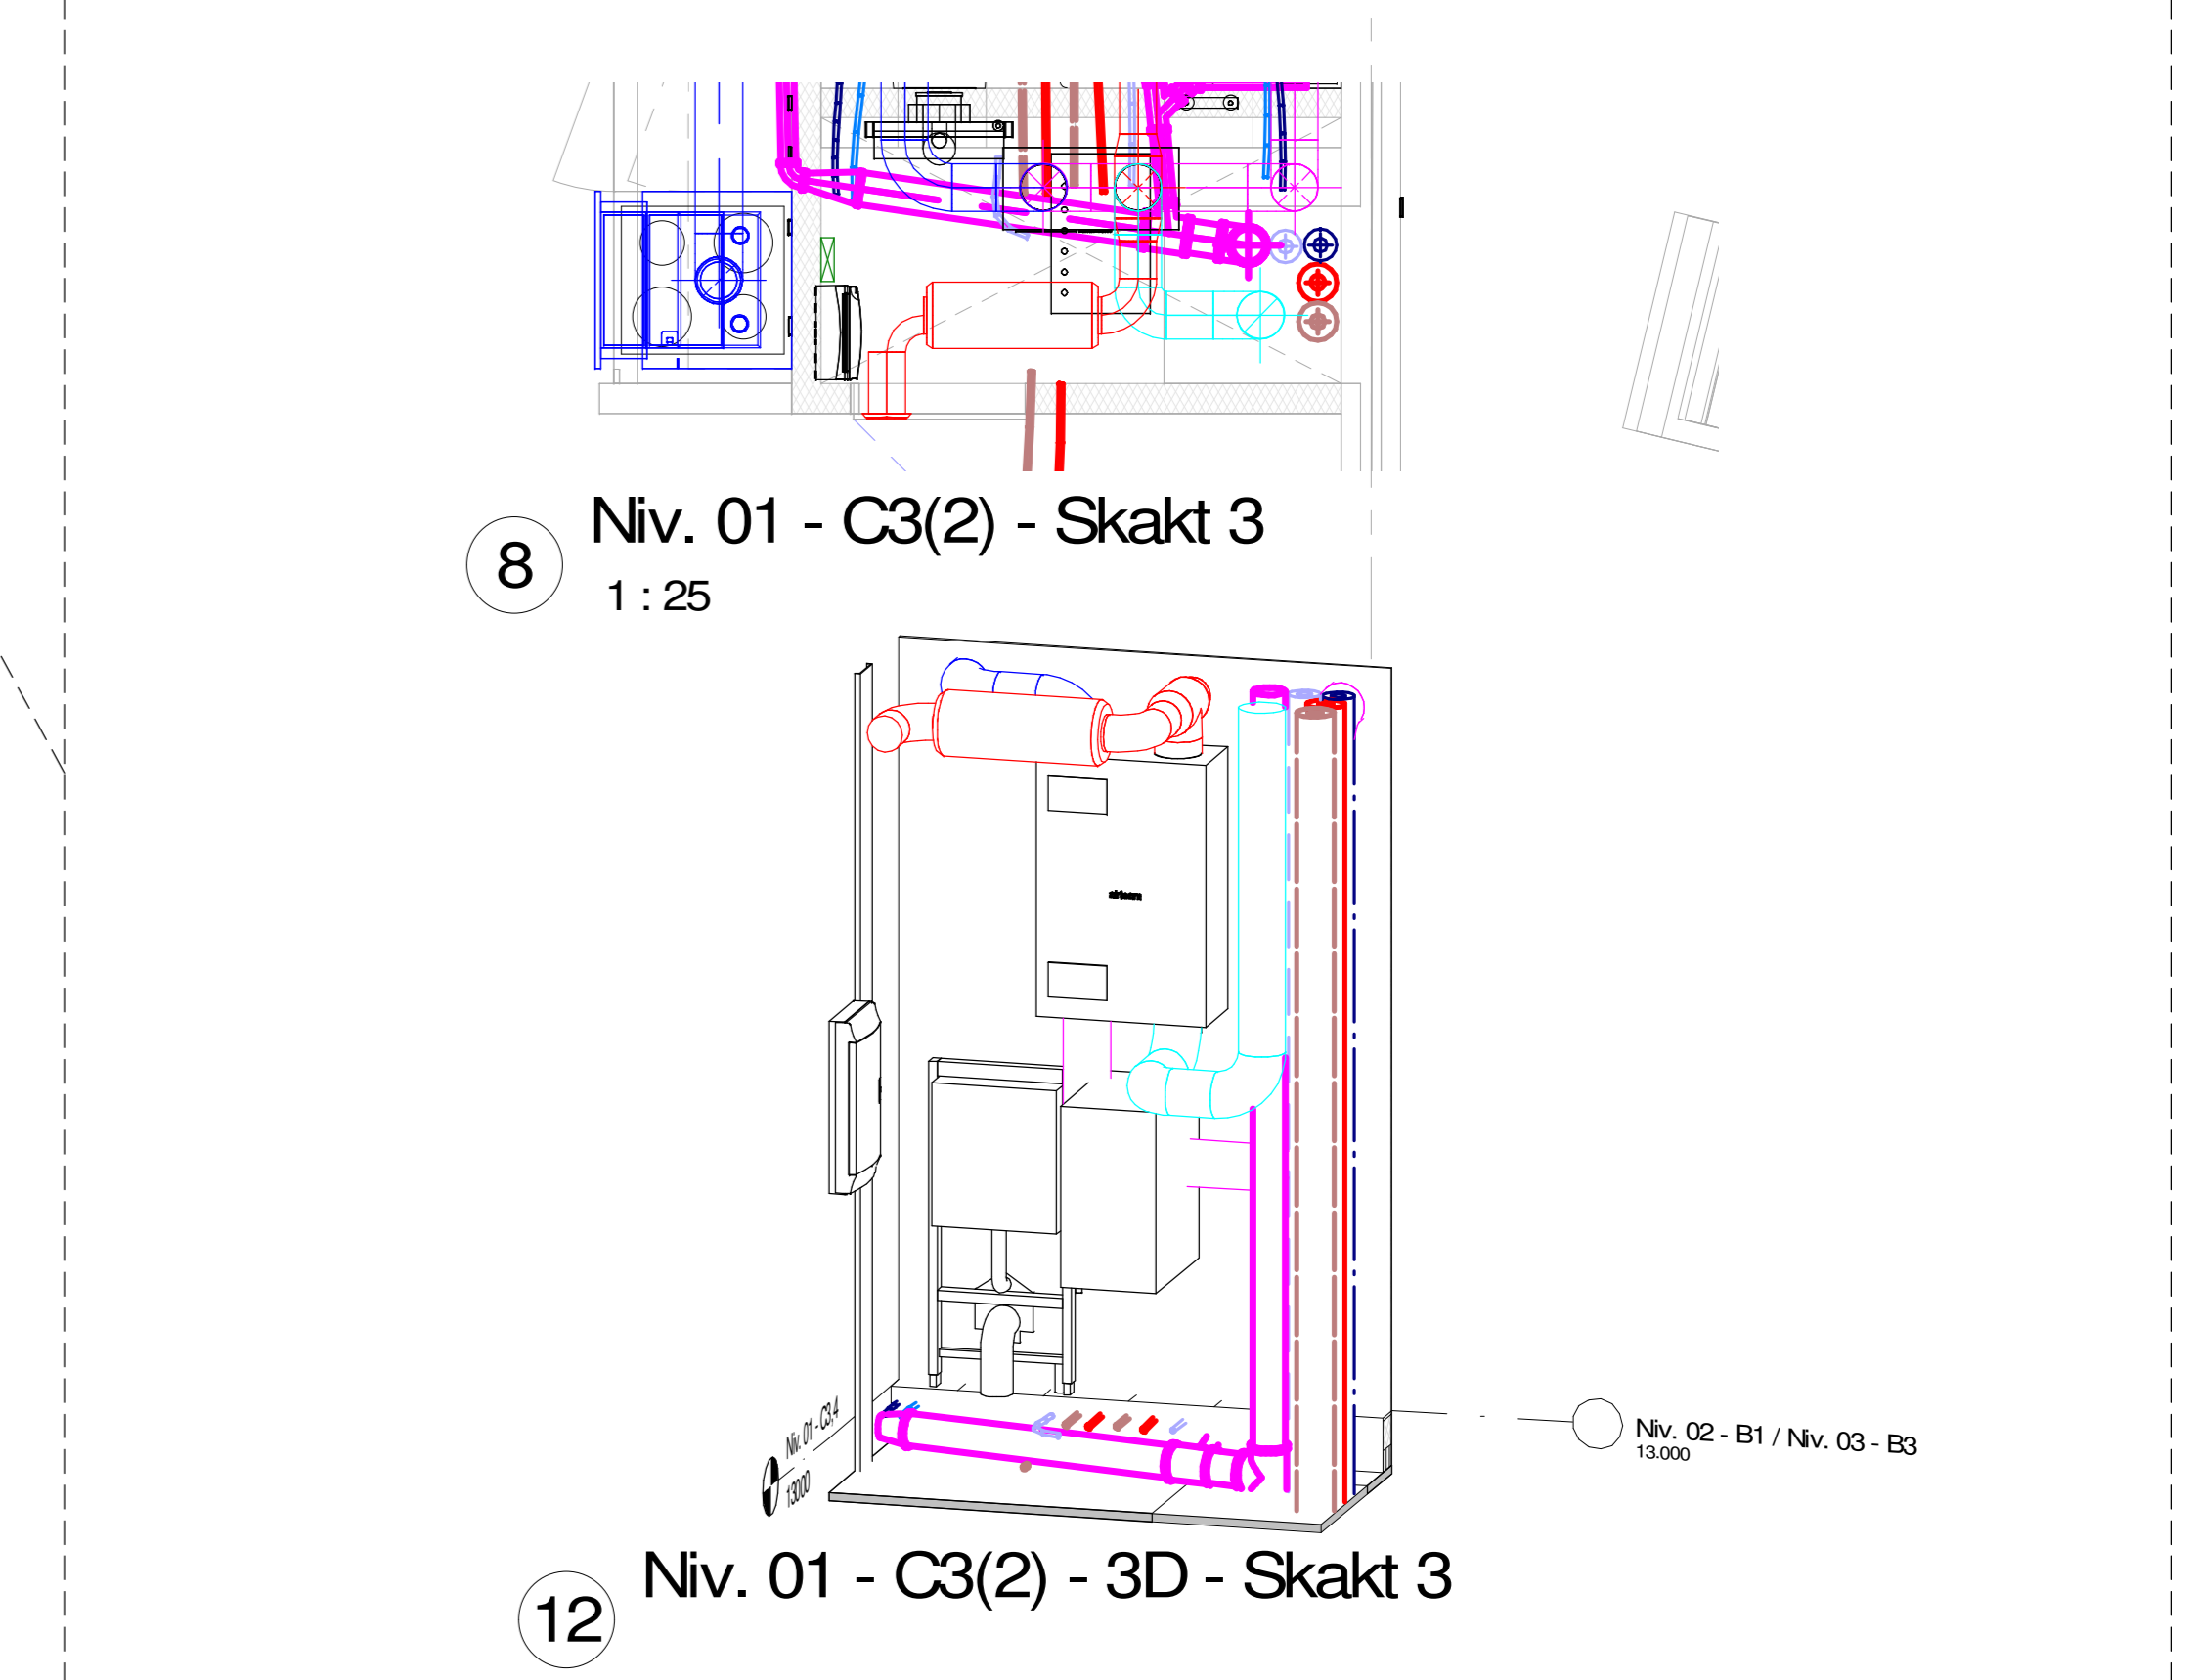 Niv. 01 - C3(2) - Skakt 3
8
1 : 25
Niv. 01 - C3.4
13000
Niv. 02 - B1 / Niv. 03 - B3
13.000
Niv. 01 - C3(2) - 3D - Skakt 3
12